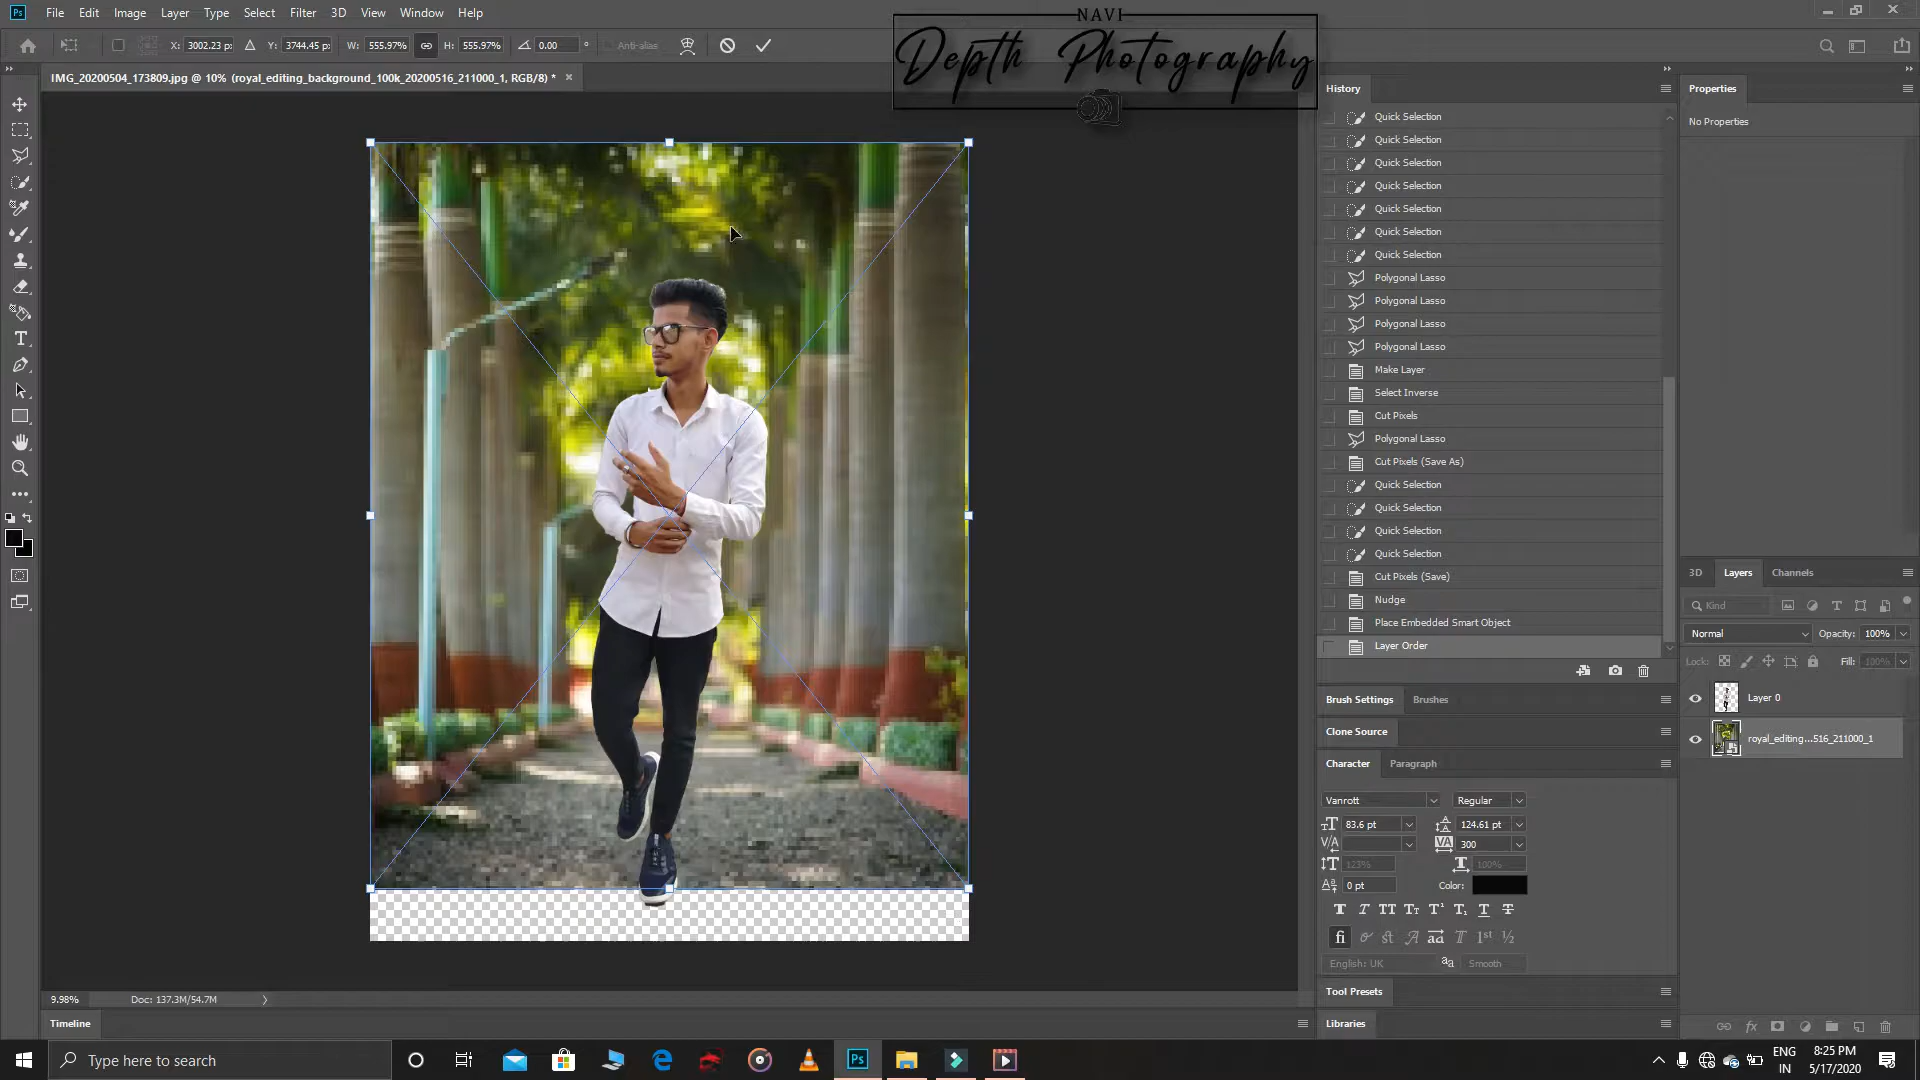 Ps File Edit Image Layer Type Select Filter 3D View Window Help
NAVI
Depth Photography
X: 3002.23 p Y: 3744.45 p W: 555.97% H: 555.97% 0.00 ° Anti-alias
IMG_20200504_173809.jpg @ 10% (royal_editing_background_100k_20200516_211000_1, RGB/8) * ×
History
Quick Selection
Quick Selection
Quick Selection
Quick Selection
Quick Selection
Quick Selection
Quick Selection
Polygonal Lasso
Polygonal Lasso
Polygonal Lasso
Polygonal Lasso
Make Layer
Select Inverse
Cut Pixels
Polygonal Lasso
Cut Pixels (Save As)
Quick Selection
Quick Selection
Quick Selection
Quick Selection
Cut Pixels (Save)
Nudge
Place Embedded Smart Object
Layer Order
Brush Settings Brushes
Clone Source
Character Paragraph
Vanrott Regular
83.6 pt 124.61 pt
300
123% 100%
0 pt Color:
English: UK Smooth
Tool Presets
Libraries
Properties
No Properties
3D Layers Channels
Kind
Normal Opacity: 100%
Lock: Fill: 100%
Layer 0
royal_editing...516_211000_1
9.98% Doc: 137.3M/54.7M
Timeline
Type here to search
ENG
IN
8:25 PM
5/17/2020